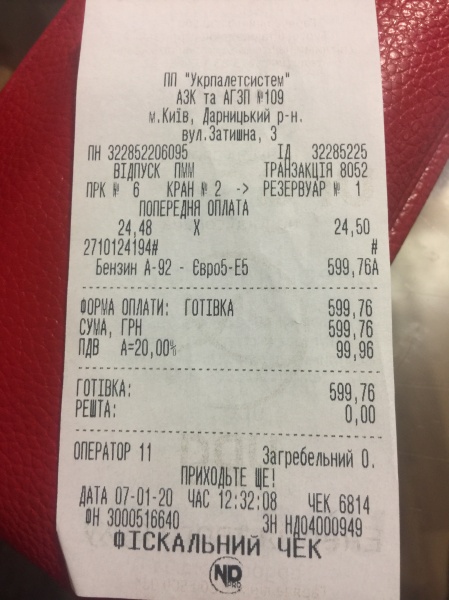 ПП "Укрпалетсистем"
АЗК та АГЗП №109
м.Київ, Дарницький р-н.
вул.Затишна, 3
ПН 322852206095 ІД 32285225
ВІДПУСК ПММ ТРАНЗАКЦІЯ 8052
ПРК № 6 КРАН № 2 -> РЕЗЕРВУАР № 1
ПОПЕРЕДНЯ ОПЛАТА
24,48 X 24,50
2710124194# #
Бензин А-92 - Євро5-Е5 599,76А
ФОРМА ОПЛАТИ: ГОТІВКА 599,76
СУМА, ГРН 599,76
ПДВ А=20,00% 99,96
ГОТІВКА: 599,76
РЕШТА: 0,00
ОПЕРАТОР 11 Загребельний О.
ПРИХОДЬТЕ ЩЕ!
ДАТА 07-01-20 ЧАС 12:32:08 ЧЕК 6814
ФН 3000516640 ЗН НД04000949
ФІСКАЛЬНИЙ ЧЕК
ND